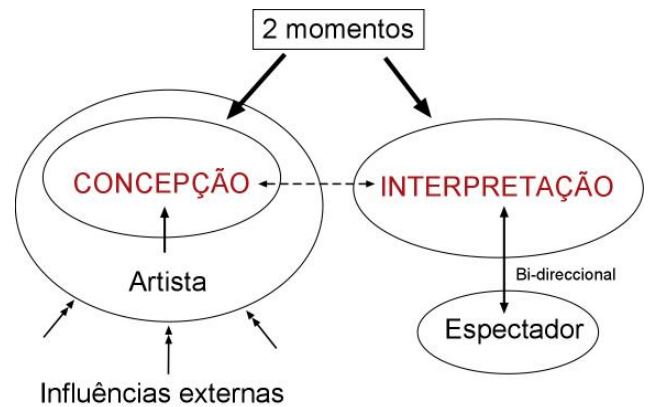 2 momentos
CONCEPÇÃO
INTERPRETAÇÃO
Artista
Bi-direccional
Espectador
Influências externas